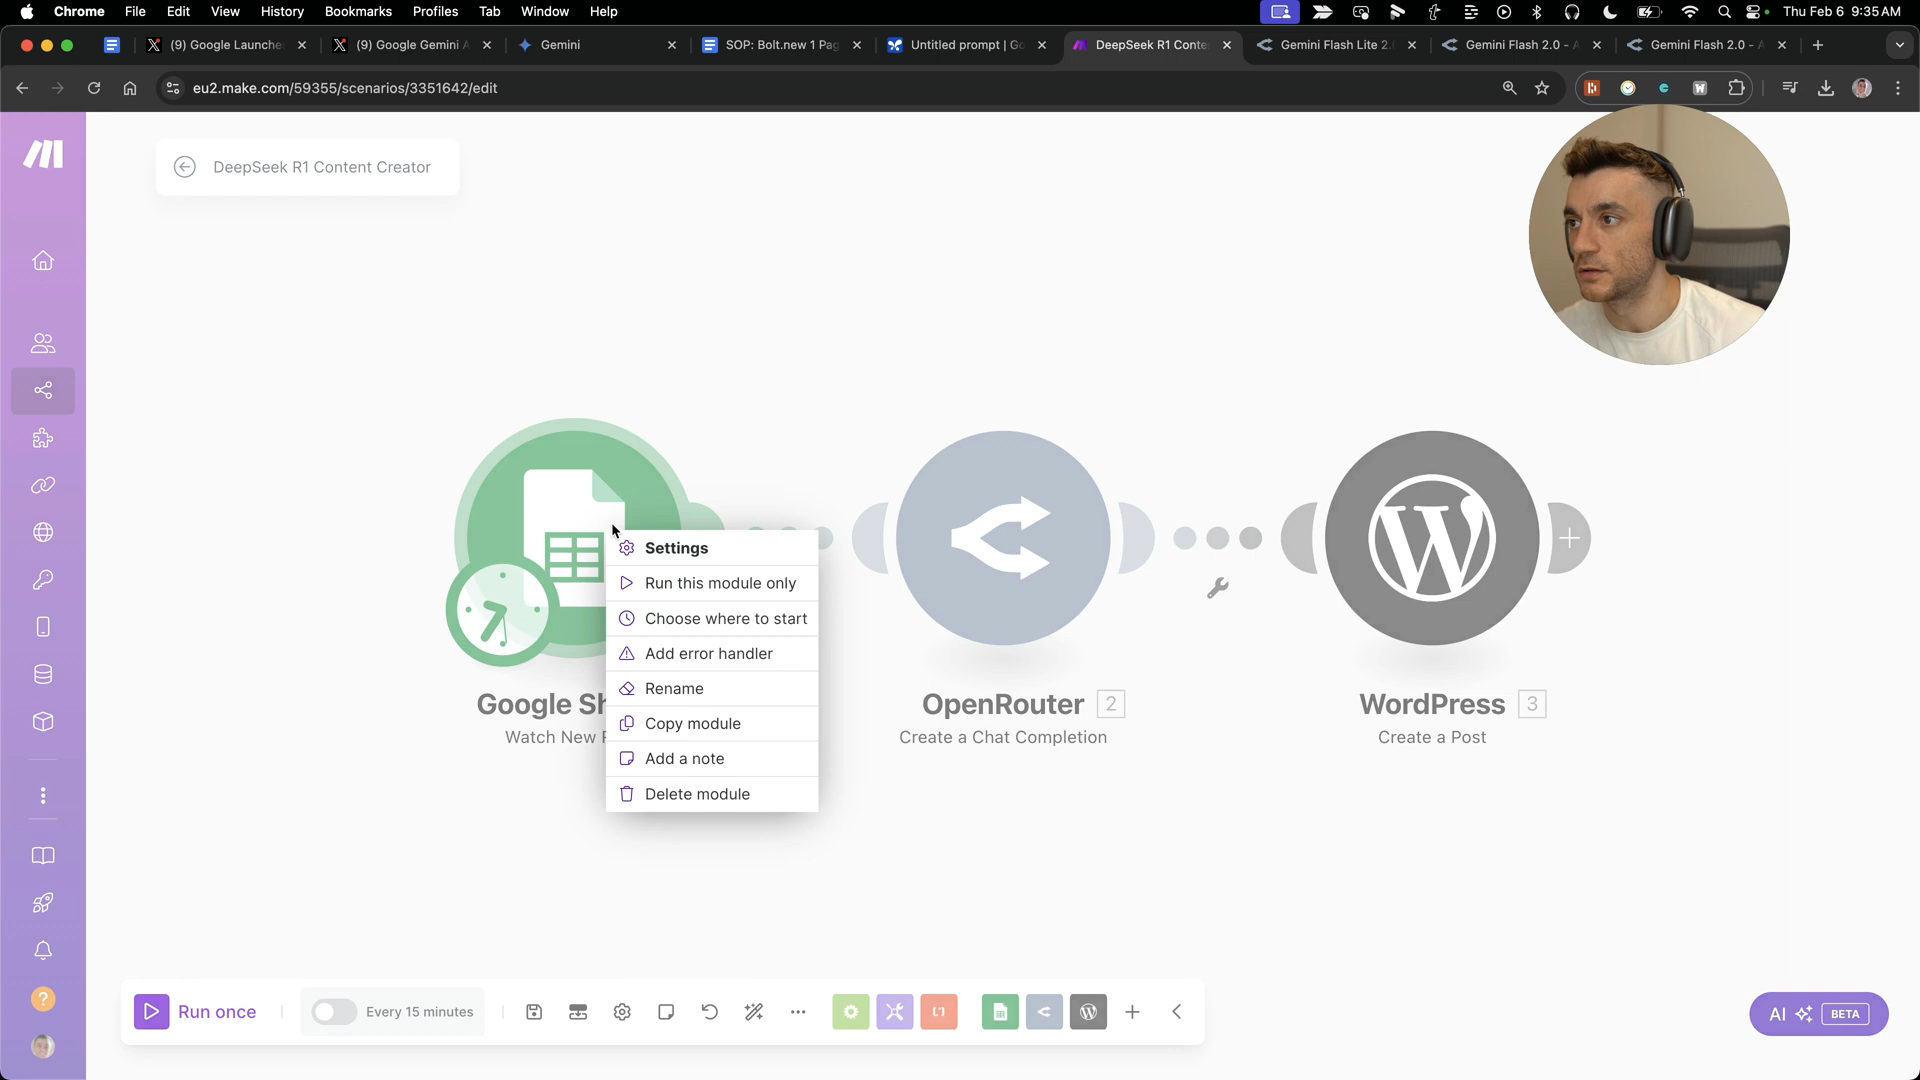 Chrome File Edit View History Bookmarks Profiles Tab Window Help Thu Feb 6 9:35 AM
(9) Google Launche (9) Google Gemini A Gemini SOP: Bolt.new 1 Pag Untitled prompt | Go DeepSeek R1 Conte Gemini Flash Lite 2. Gemini Flash 2.0 - A Gemini Flash 2.0 - A
eu2.make.com/59355/scenarios/3351642/edit
DeepSeek R1 Content Creator
Settings
Run this module only
Choose where to start
Add error handler
Rename
Copy module
Add a note
Delete module
Google Sh
Watch New R
OpenRouter 2
Create a Chat Completion
WordPress 3
Create a Post
Run once Every 15 minutes
AI BETA